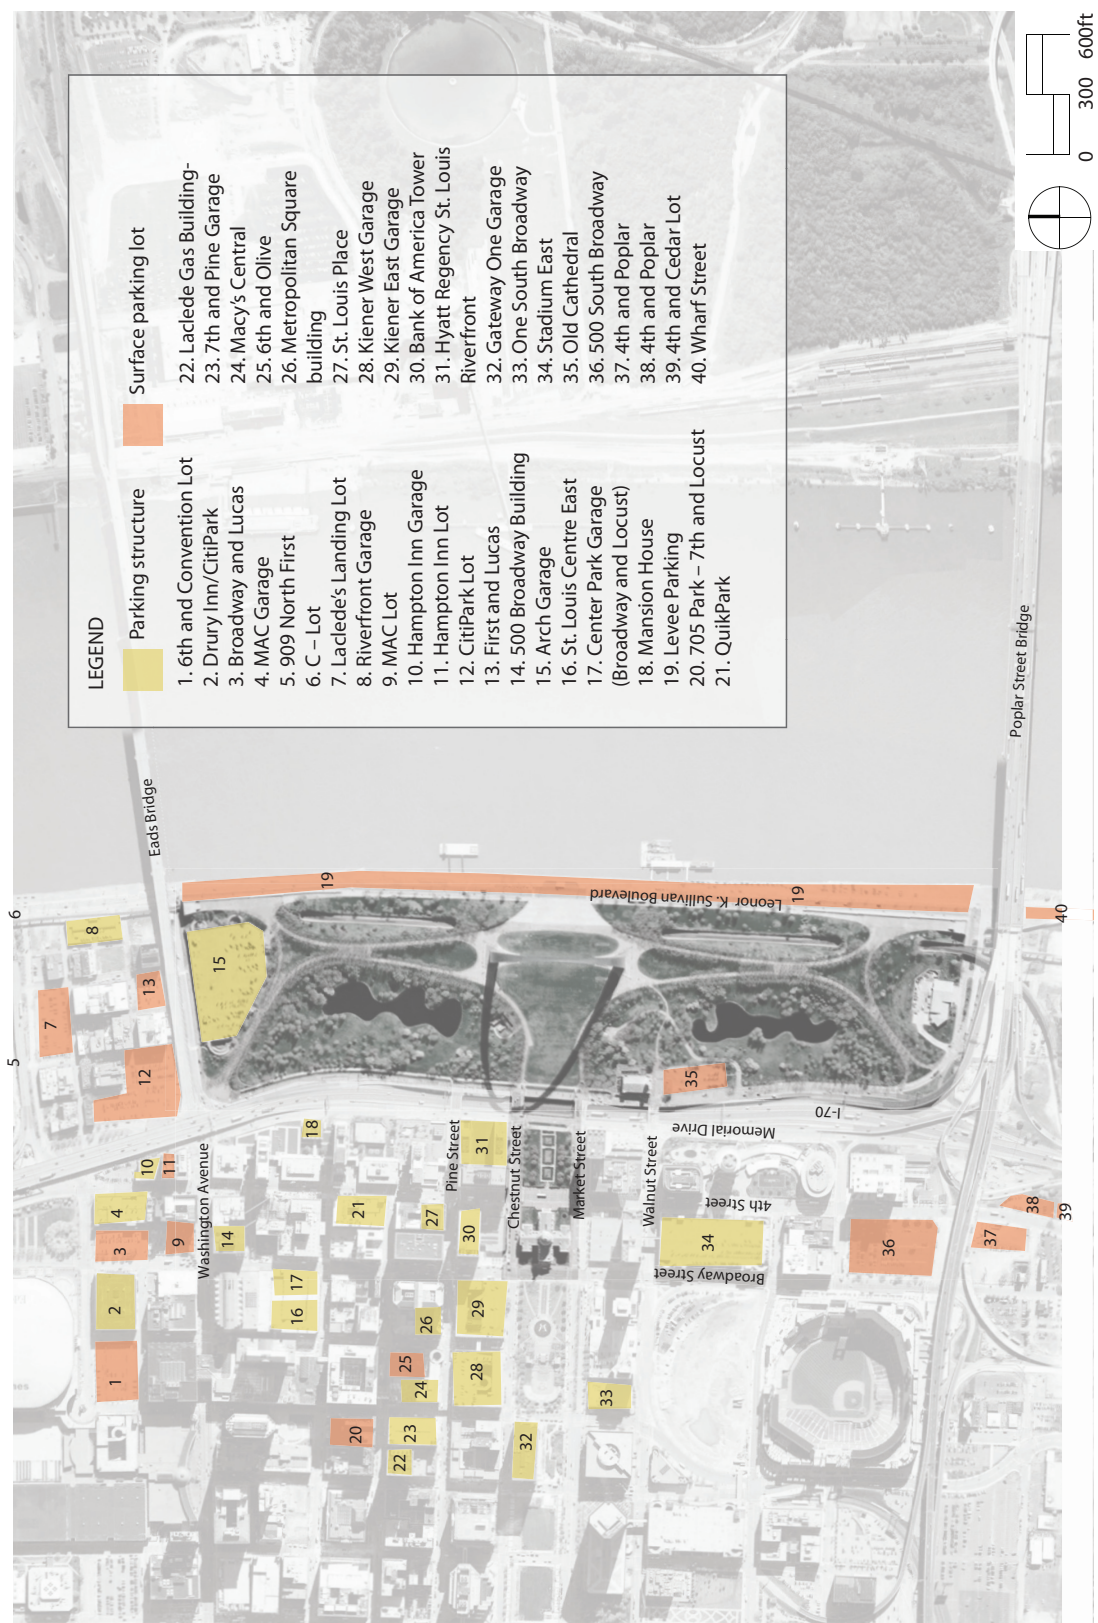 LEGEND
Parking structure
Surface parking lot
1. 6th and Convention Lot
2. Drury Inn/CitiPark
3. Broadway and Lucas
4. MAC Garage
5. 909 North First
6. C – Lot
7. Laclede's Landing Lot
8. Riverfront Garage
9. MAC Lot
10. Hampton Inn Garage
11. Hampton Inn Lot
12. CitiPark Lot
13. First and Lucas
14. 500 Broadway Building
15. Arch Garage
16. St. Louis Centre East
17. Center Park Garage
(Broadway and Locust)
18. Mansion House
19. Levee Parking
20. 705 Park – 7th and Locust
21. QuikPark
22. Laclede Gas Building-
23. 7th and Pine Garage
24. Macy's Central
25. 6th and Olive
26. Metropolitan Square
building
27. St. Louis Place
28. Kiener West Garage
29. Kiener East Garage
30. Bank of America Tower
31. Hyatt Regency St. Louis
Riverfront
32. Gateway One Garage
33. One South Broadway
34. Stadium East
35. Old Cathedral
36. 500 South Broadway
37. 4th and Poplar
38. 4th and Poplar
39. 4th and Cedar Lot
40. Wharf Street
0 300 600ft
Eads Bridge
Poplar Street Bridge
Leonor K. Sullivan Boulevard
I-70
Memorial Drive
4th Street
Broadway Street
Washington Avenue
Pine Street
Chestnut Street
Market Street
Walnut Street
1
2
3
4
5
6
7
8
9
10
11
12
13
14
15
16
17
18
19
19
20
21
22
23
24
25
26
27
28
29
30
31
32
33
34
35
36
37
38
39
40